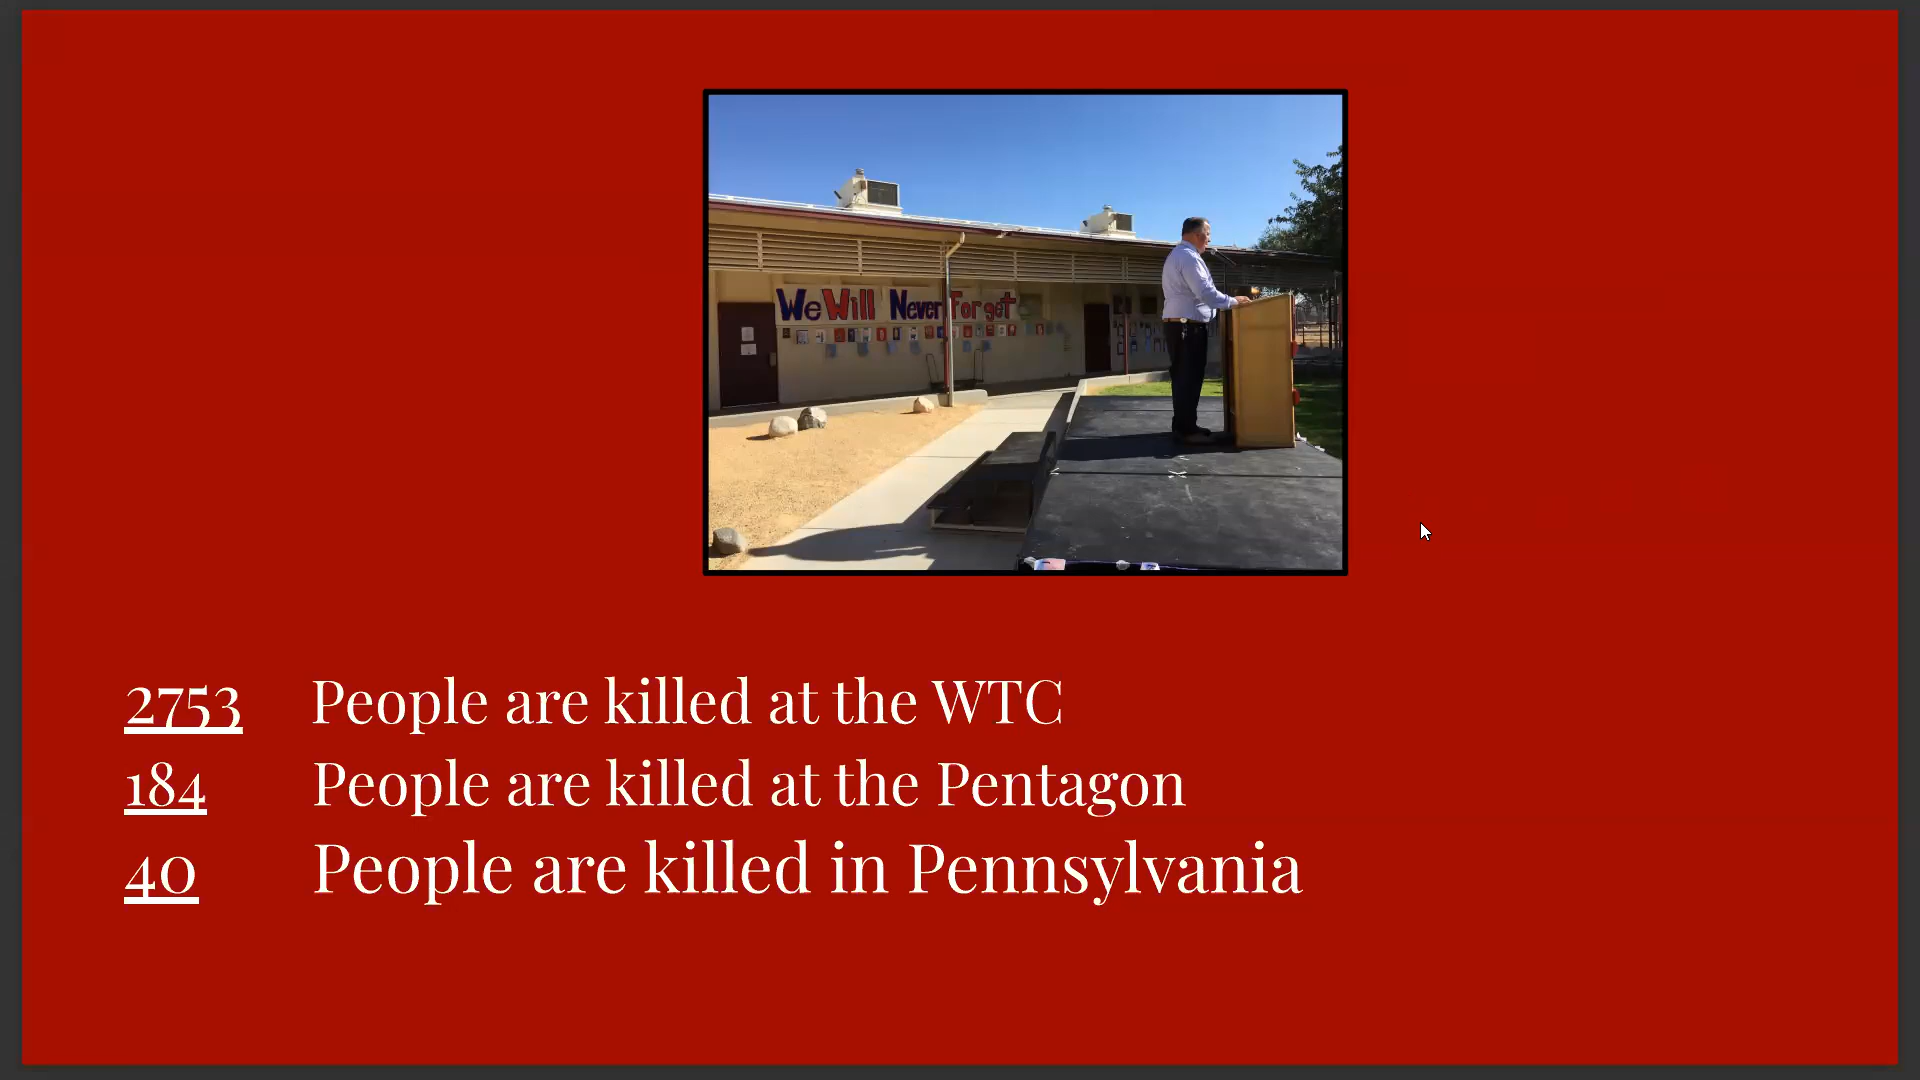 We Will Never Forget
2753 People are killed at the WTC
184 People are killed at the Pentagon
40 People are killed in Pennsylvania